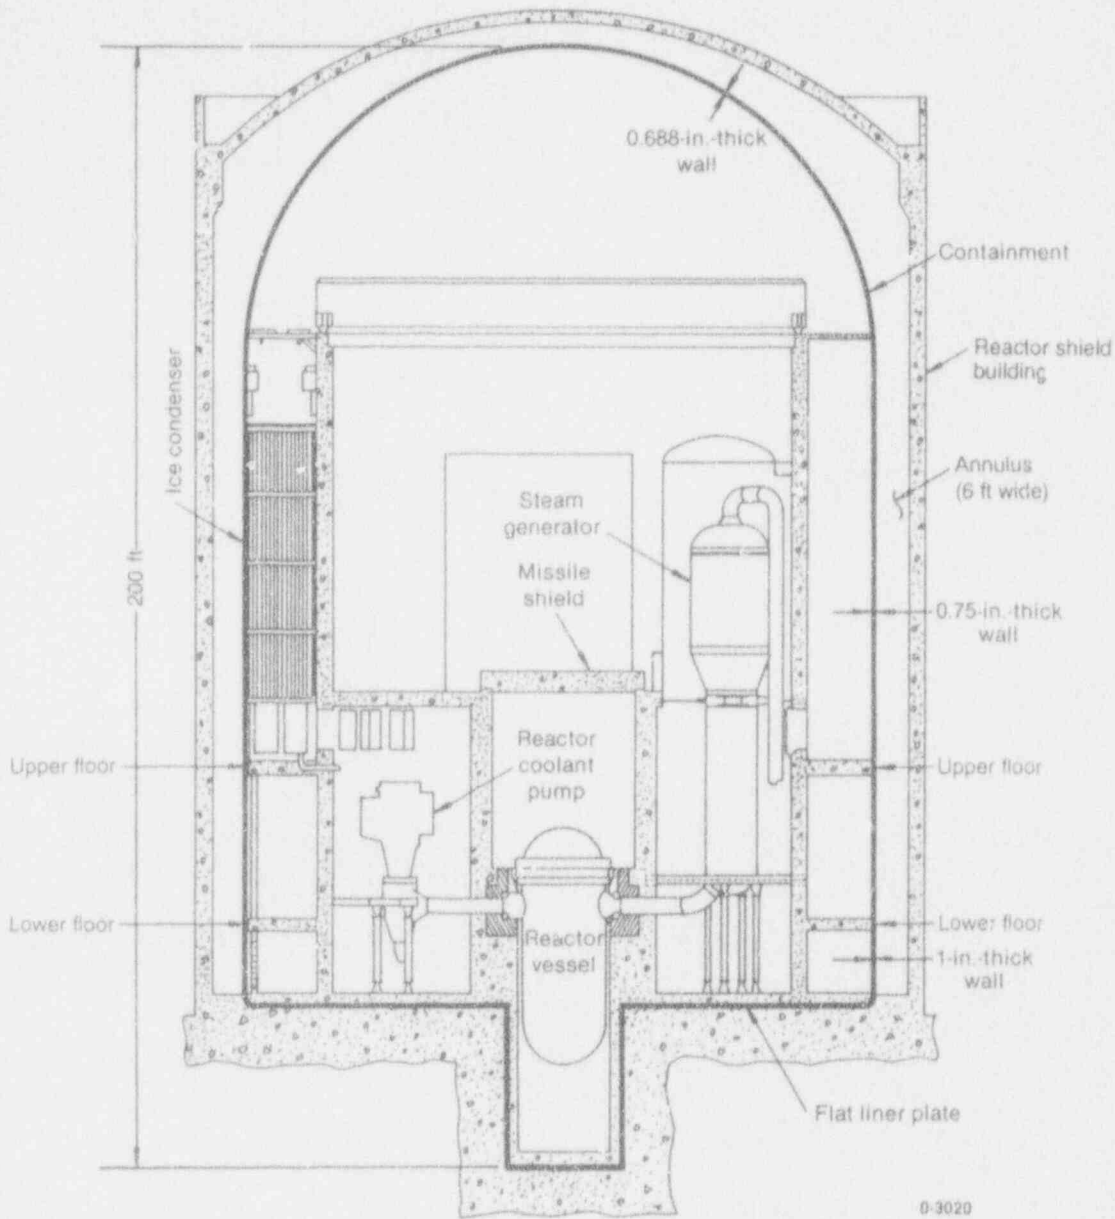 0.688-in.-thick
wall
Containment
Reactor shield
building
Ice condenser
Annulus
(6 ft wide)
Steam
generator
Missile
shield
200 ft
0.75-in.-thick
wall
Reactor
coolant
pump
Upper floor
Upper floor
Lower floor
Lower floor
Reactor
vessel
1-in.-thick
wall
Flat liner plate
0-3020